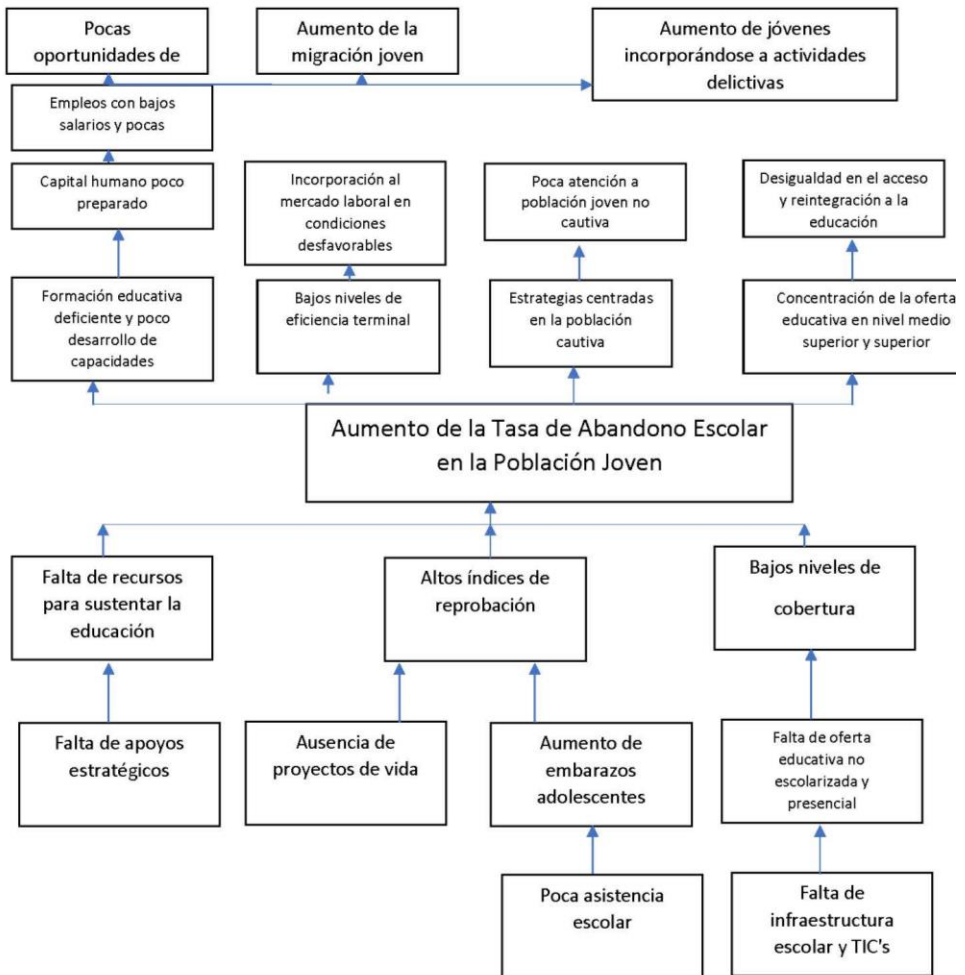 Pocas
oportunidades de
Aumento de la
migración joven
Aumento de jóvenes
incorporándose a actividades
delictivas
Empleos con bajos
salarios y pocas
Capital humano poco
preparado
Incorporación al
mercado laboral en
condiciones
desfavorables
Poca atención a
población joven no
cautiva
Desigualdad en el acceso
y reintegración a la
educación
Formación educativa
deficiente y poco
desarrollo de
capacidades
Bajos niveles de
eficiencia terminal
Estrategias centradas
en la población
cautiva
Concentración de la oferta
educativa en nivel medio
superior y superior
Aumento de la Tasa de Abandono Escolar
en la Población Joven
Falta de recursos
para sustentar la
educación
Altos índices de
reprobación
Bajos niveles de
cobertura
Falta de apoyos
estratégicos
Ausencia de
proyectos de vida
Aumento de
embarazos
adolescentes
Falta de oferta
educativa no
escolarizada y
presencial
Poca asistencia
escolar
Falta de
infraestructura
escolar y TIC's